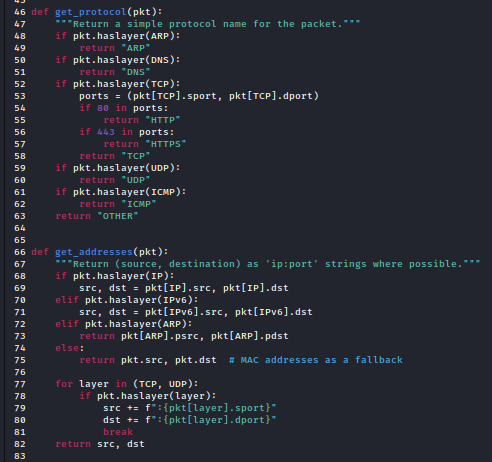 46 def get_protocol(pkt):
47     """Return a simple protocol name for the packet."""
48     if pkt.haslayer(ARP):
49         return "ARP"
50     if pkt.haslayer(DNS):
51         return "DNS"
52     if pkt.haslayer(TCP):
53         ports = (pkt[TCP].sport, pkt[TCP].dport)
54         if 80 in ports:
55             return "HTTP"
56         if 443 in ports:
57             return "HTTPS"
58         return "TCP"
59     if pkt.haslayer(UDP):
60         return "UDP"
61     if pkt.haslayer(ICMP):
62         return "ICMP"
63     return "OTHER"
64
65
66 def get_addresses(pkt):
67     """Return (source, destination) as 'ip:port' strings where possible."""
68     if pkt.haslayer(IP):
69         src, dst = pkt[IP].src, pkt[IP].dst
70     elif pkt.haslayer(IPv6):
71         src, dst = pkt[IPv6].src, pkt[IPv6].dst
72     elif pkt.haslayer(ARP):
73         return pkt[ARP].psrc, pkt[ARP].pdst
74     else:
75         return pkt.src, pkt.dst  # MAC addresses as a fallback
76
77     for layer in (TCP, UDP):
78         if pkt.haslayer(layer):
79             src += f":{pkt[layer].sport}"
80             dst += f":{pkt[layer].dport}"
81             break
82     return src, dst
83